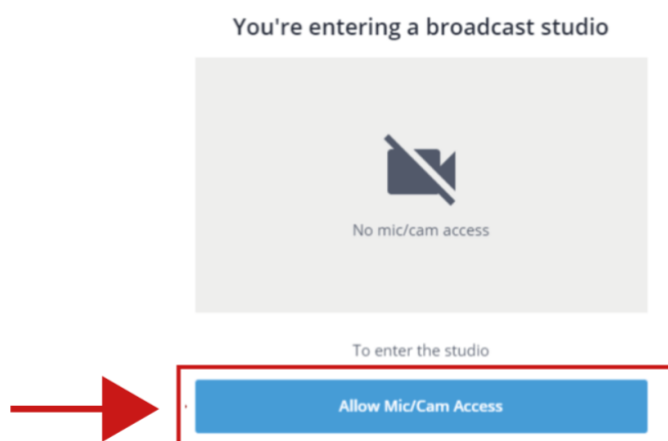 You're entering a broadcast studio
No mic/cam access
To enter the studio
Allow Mic/Cam Access